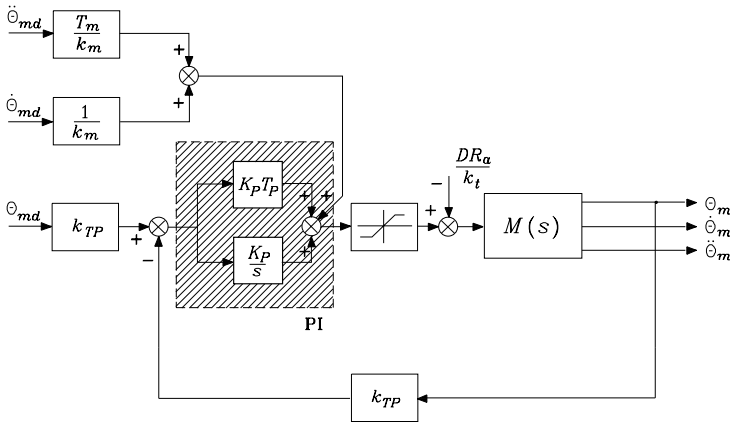 Θ̈md
Tm/km
+
+
Θ̇md
1/km
Θmd
kTP
+
−
KPTP
KP/s
+
+
+
PI
DRa/kt
−
+
M(s)
Θm
Θ̇m
Θ̈m
kTP